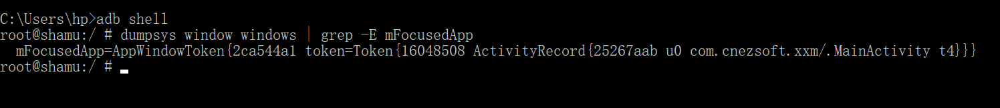 C:\Users\hp>adb shell
root@shamu:/ # dumpsys window windows | grep -E mFocusedApp
  mFocusedApp=AppWindowToken{2ca544a1 token=Token{16048508 ActivityRecord{25267aab u0 com.cnezsoft.xxm/.MainActivity t4}}}
root@shamu:/ #